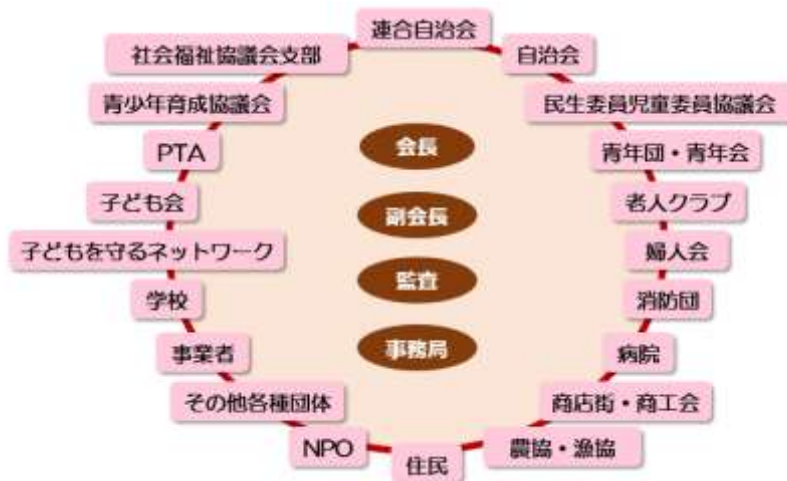 連合自治会
社会福祉協議会支部
自治会
青少年育成協議会
民生委員児童委員協議会
PTA
会長
青年団・青年会
子ども会
副会長
老人クラブ
子どもを守るネットワーク
婦人会
監査
学校
消防団
事業者
事務局
病院
その他各種団体
商店街・商工会
NPO
住民
農協・漁協